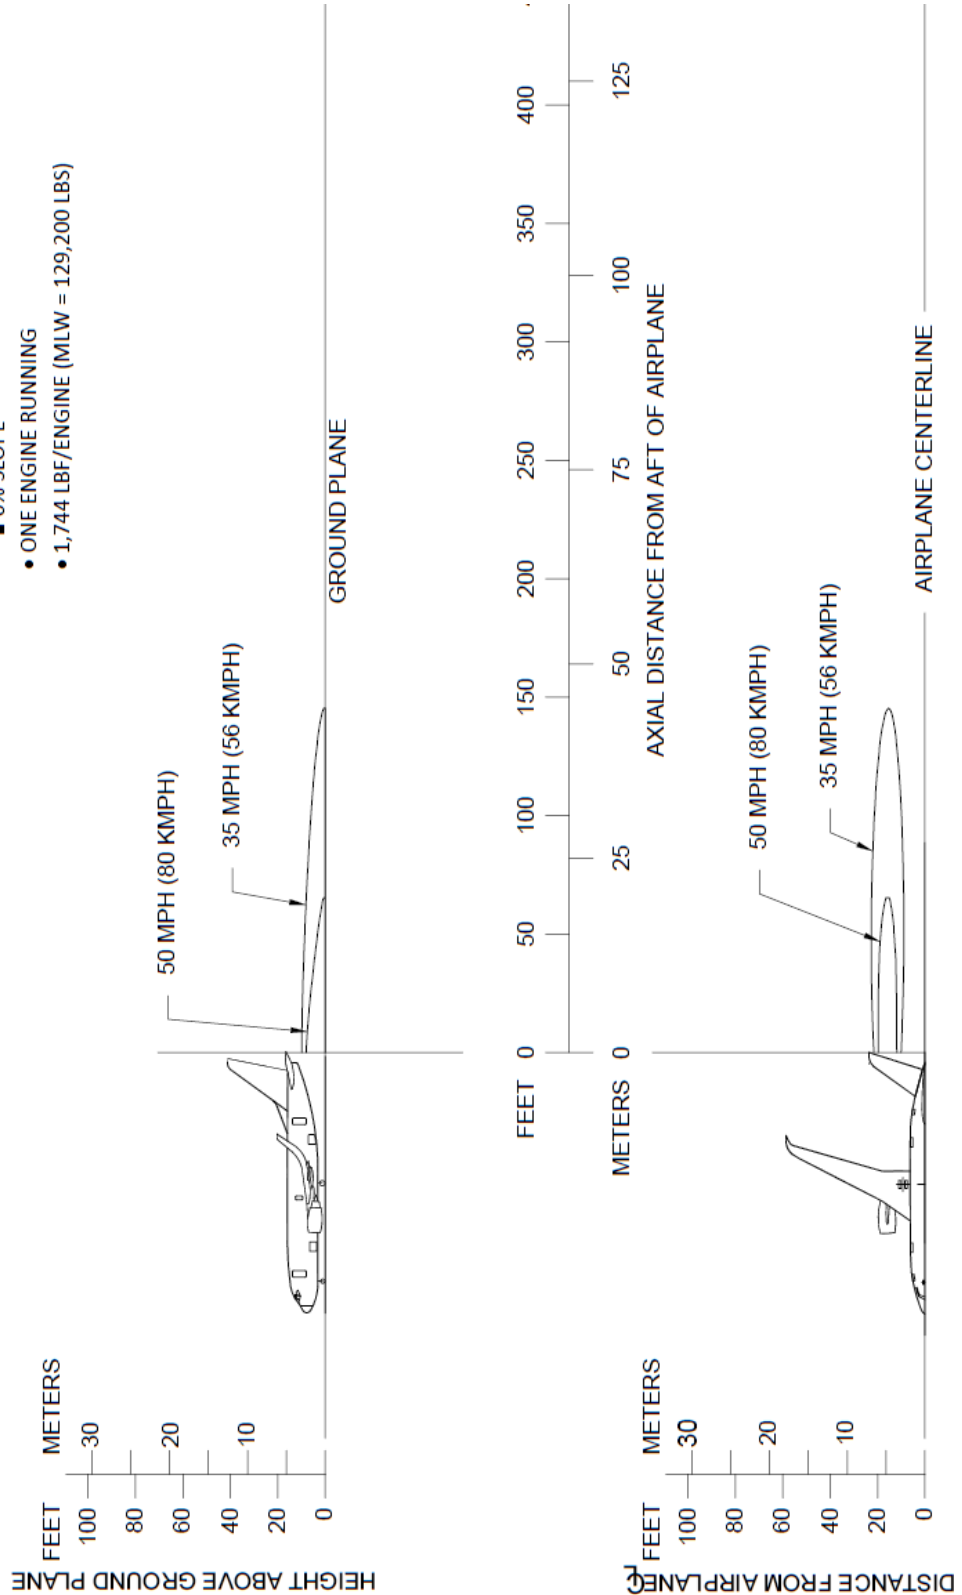 • ONE ENGINE RUNNING
• 1,744 LBF/ENGINE (MLW = 129,200 LBS)
HEIGHT ABOVE GROUND PLANE
FEET METERS
100 80 60 40 20 0
30 20 10
50 MPH (80 KMPH)
35 MPH (56 KMPH)
GROUND PLANE
FEET 0 50 100 150 200 250 300 350 400
METERS 0 25 50 75 100 125
AXIAL DISTANCE FROM AFT OF AIRPLANE
DISTANCE FROM AIRPLANE
FEET METERS
100 80 60 40 20 0
30 20 10
50 MPH (80 KMPH)
35 MPH (56 KMPH)
AIRPLANE CENTERLINE